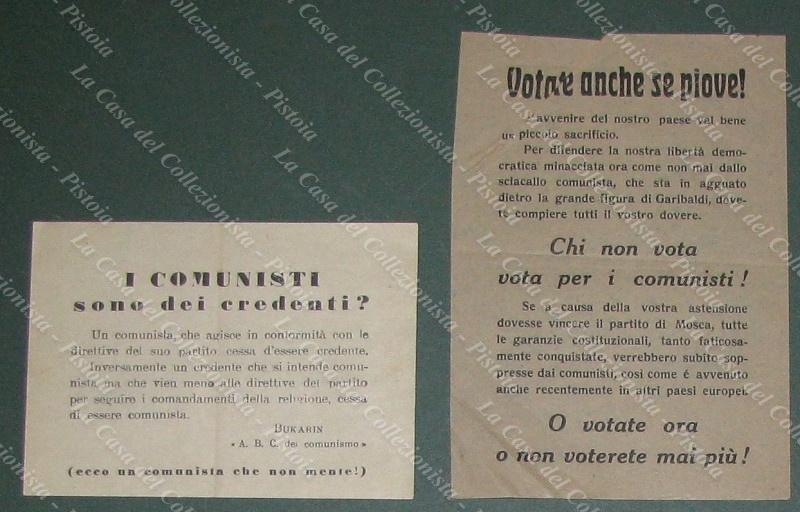 I COMUNISTI
sono dei credenti?
Un comunista, che agisce in conformità con le
direttive del suo partito cessa d'essere credente.
Inversamente un credente che si intende comu-
nista ma che vien meno alle direttive del partito
per seguire i comandamenti della religione, cessa
di essere comunista.
BUKARIN
« A. B. C. del comunismo »
(ecco un comunista che non mente!)
Votate anche se piove!
L'avvenire del nostro paese val bene
un piccolo sacrificio.
Per difendere la nostra libertà demo-
cratica minacciata ora come non mai dallo
sciacallo comunista, che sta in agguato
dietro la grande figura di Garibaldi, dove-
te compiere tutti il vostro dovere.
Chi non vota
vota per i comunisti!
Se a causa della vostra astensione
dovesse vincere il partito di Mosca, tutte
le garanzie costituzionali, tanto faticosa-
mente conquistate, verrebbero subito sop-
presse dai comunisti, così come é avvenuto
anche recentemente in altri paesi europei.
O votate ora
o non voterete mai più!
La Casa del Collezionista - Pistoia